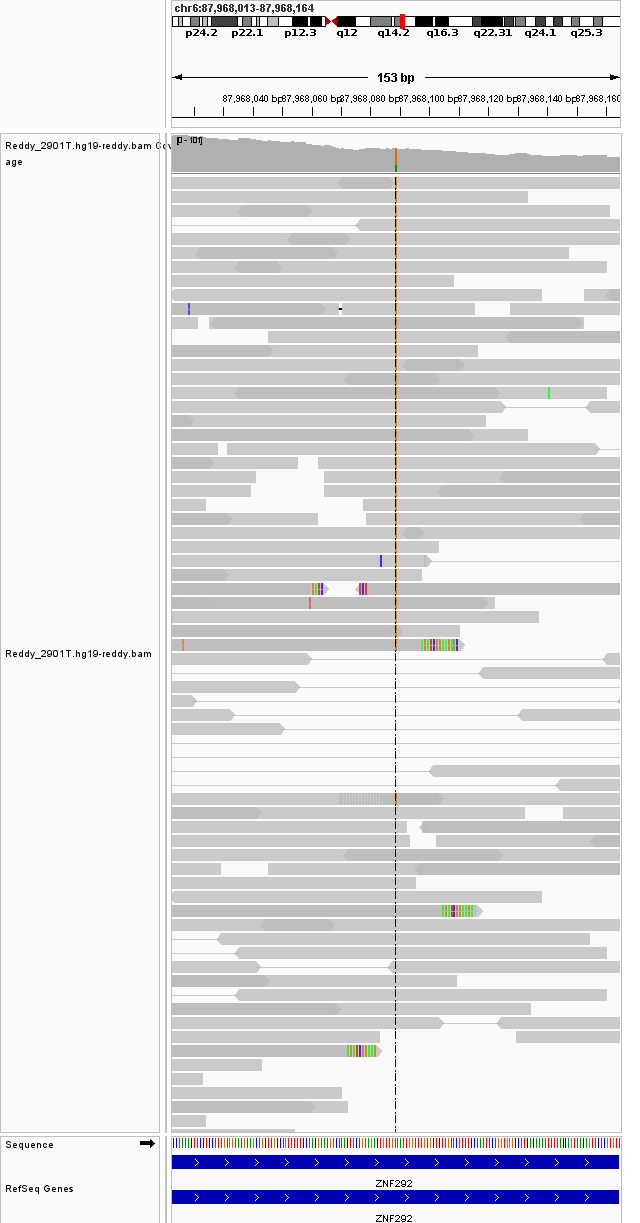 chr6:87,968,013-87,968,164
p24.2 p22.1 p12.3 q12 q14.2 q16.3 q22.31 q24.1 q25.3
153 bp
87,968,040 bp 87,968,060 bp 87,968,080 bp 87,968,100 bp 87,968,120 bp 87,968,140 bp 87,968,160
Reddy_2901T.hg19-reddy.bam Cov
age
[0 - 101]
Reddy_2901T.hg19-reddy.bam
Sequence
RefSeq Genes
ZNF292
ZNF292